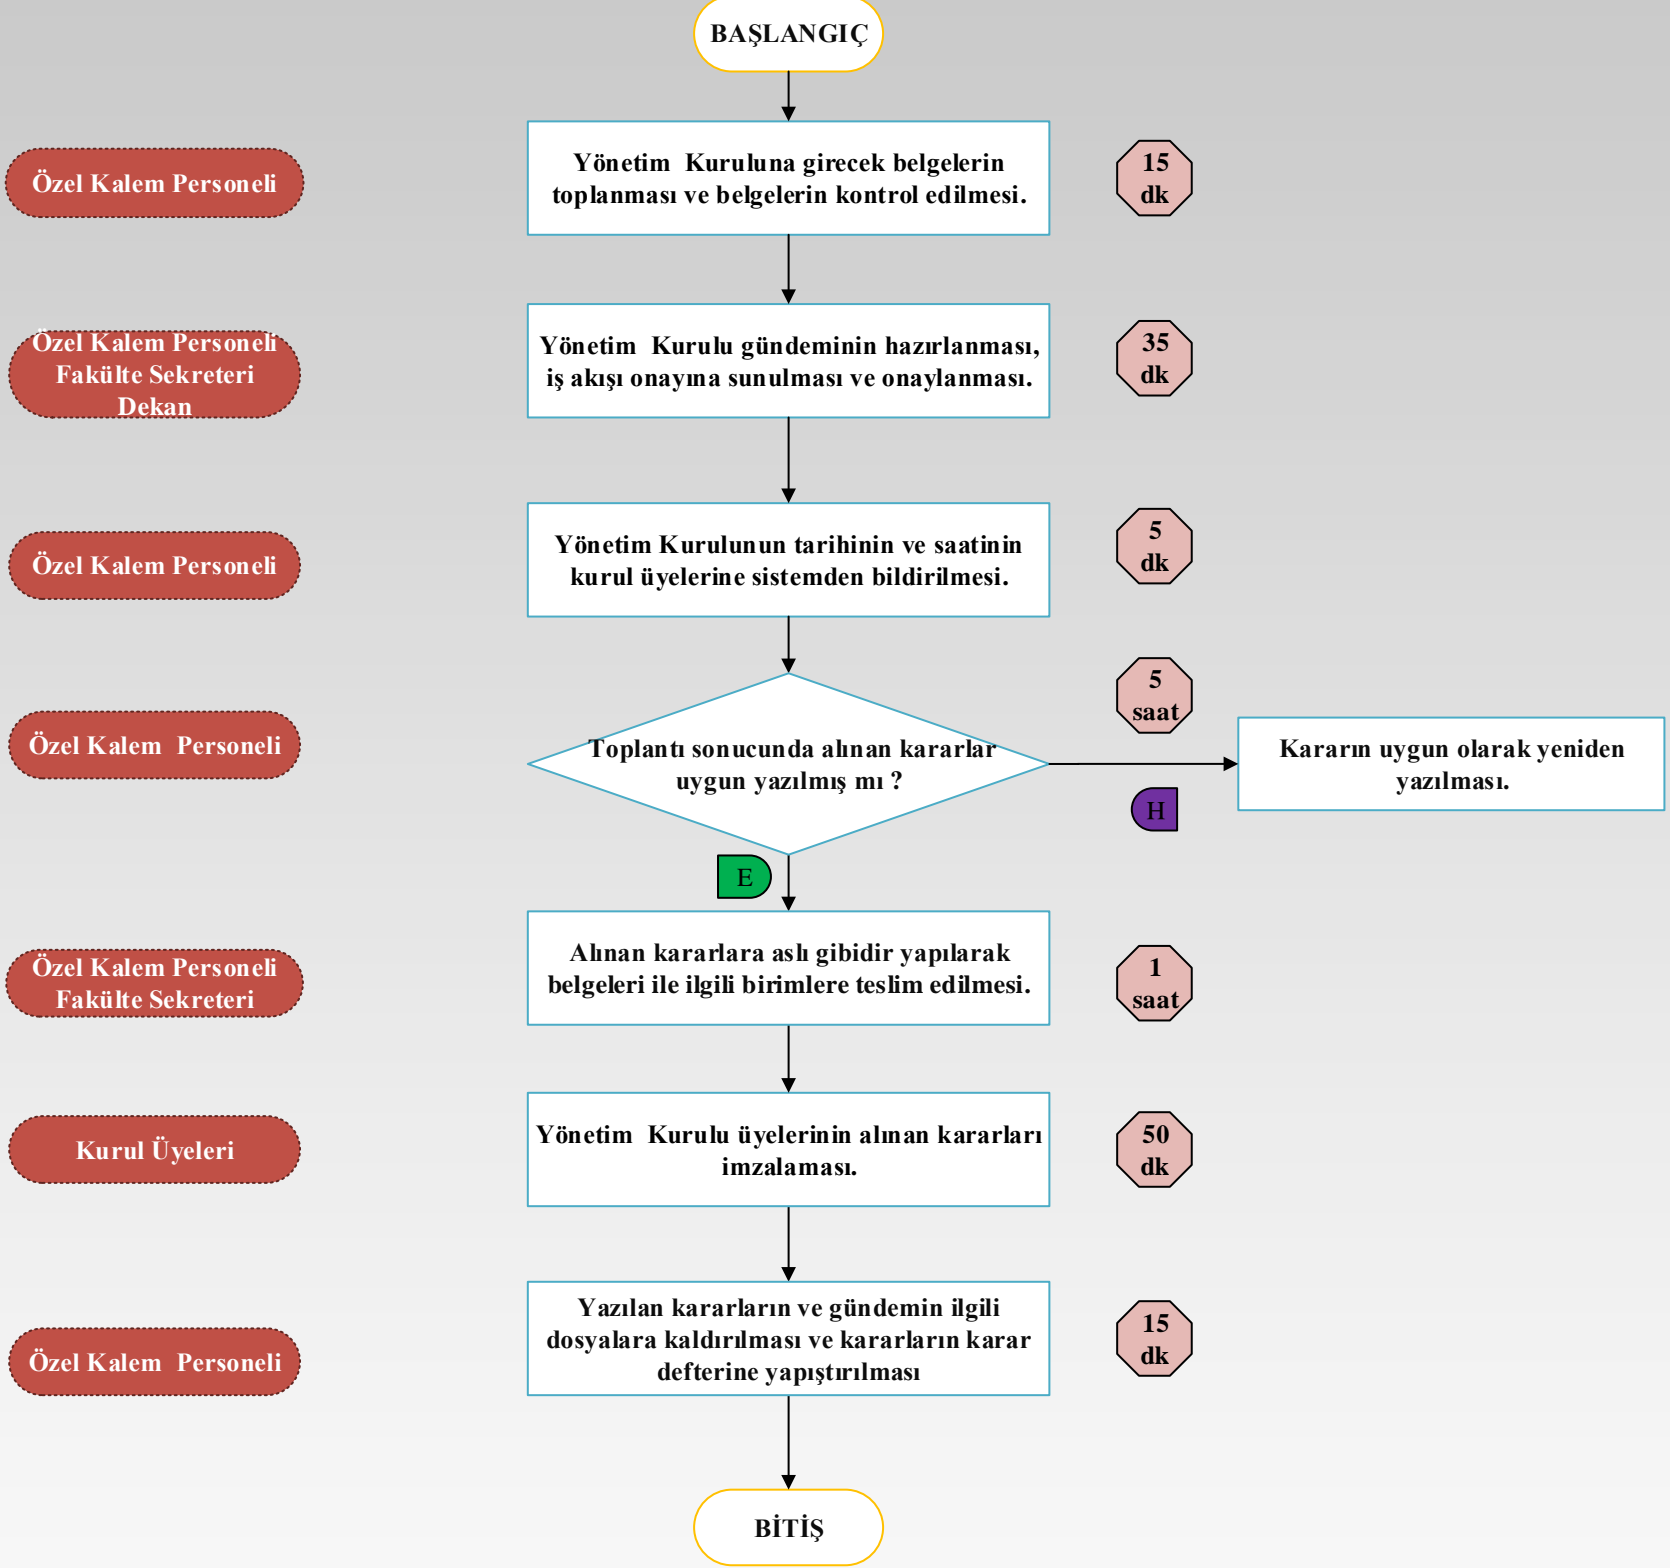 BAŞLANGIÇ
Özel Kalem Personeli
Yönetim  Kuruluna girecek belgelerin
toplanması ve belgelerin kontrol edilmesi.
15
dk
Özel Kalem Personeli
Fakülte Sekreteri
Dekan
Yönetim  Kurulu gündeminin hazırlanması,
iş akışı onayına sunulması ve onaylanması.
35
dk
Özel Kalem Personeli
Yönetim Kurulunun tarihinin ve saatinin
kurul üyelerine sistemden bildirilmesi.
5
dk
Özel Kalem  Personeli
Toplantı sonucunda alınan kararlar
uygun yazılmış mı ?
5
saat
H
Kararın uygun olarak yeniden
yazılması.
E
Özel Kalem Personeli
Fakülte Sekreteri
Alınan kararlara aslı gibidir yapılarak
belgeleri ile ilgili birimlere teslim edilmesi.
1
saat
Kurul Üyeleri
Yönetim  Kurulu üyelerinin alınan kararları
imzalaması.
50
dk
Özel Kalem  Personeli
Yazılan kararların ve gündemin ilgili
dosyalara kaldırılması ve kararların karar
defterine yapıştırılması
15
dk
BİTİŞ